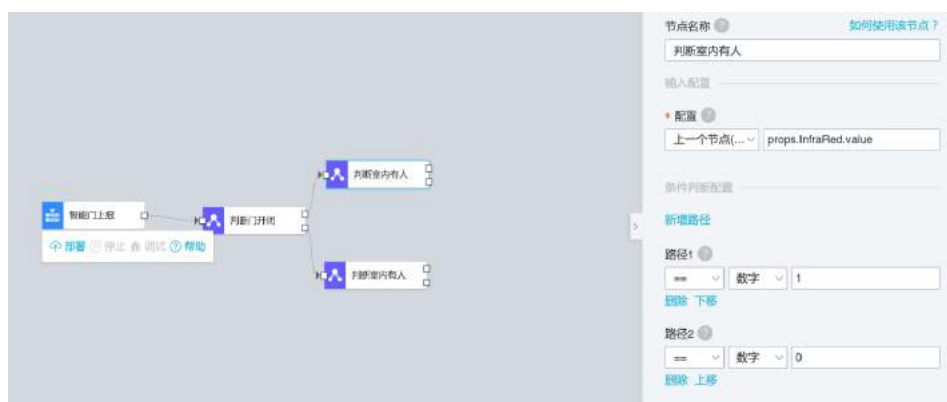 节点名称 ?
如何使用该节点？
判断室内有人
输入配置
* 配置 ?
上一个节点(... props.InfraRed.value
条件判断配置
新增路径
路径1 ?
== 数字 1
删除 下移
路径2 ?
== 数字 0
删除 上移
判断室内有人
智能门上报
判断门开闭
部署 停止 调试 ? 帮助
判断室内有人